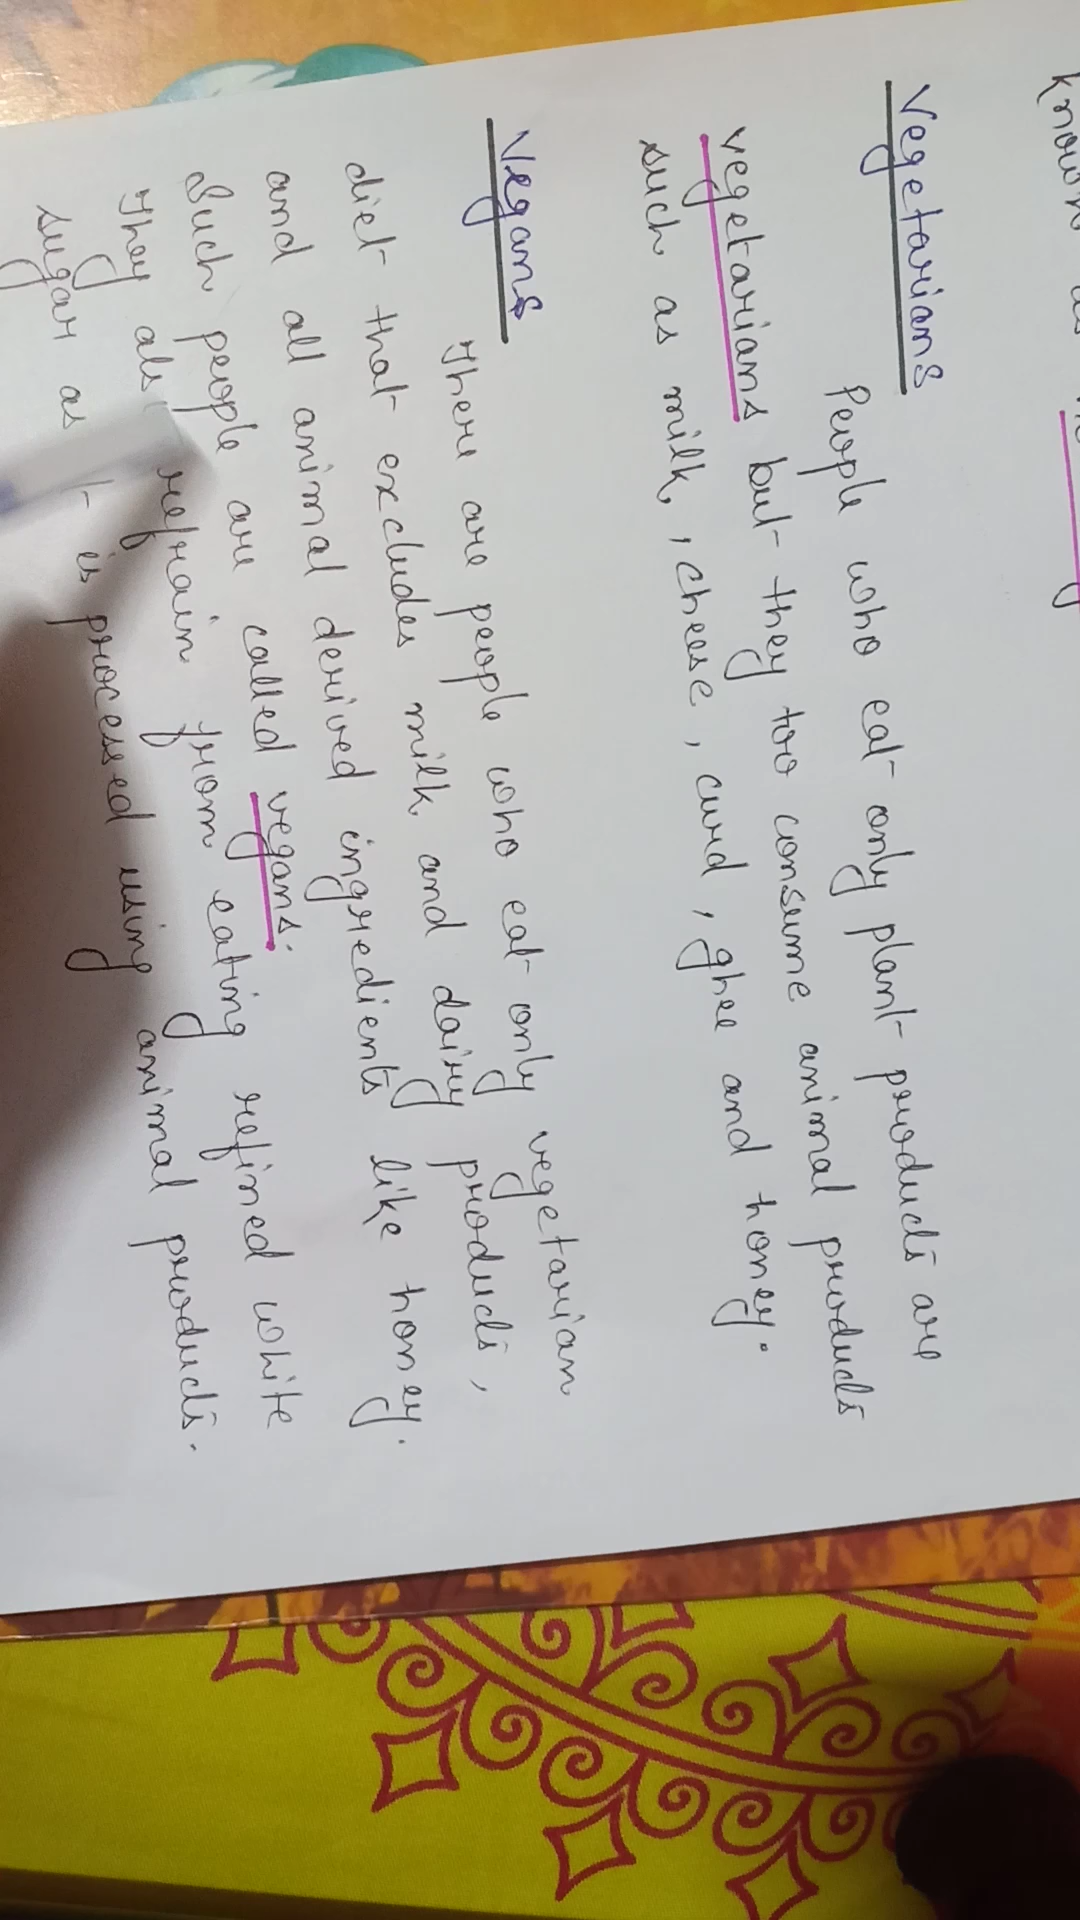 known as
Vegetarians
People who eat only plant products are
vegetarians but they too consume animal products
such as milk, cheese, curd, ghee and honey.
Vegans
There are people who eat only vegetarian
diet that excludes milk and dairy products,
and all animal derived ingredients like honey.
Such people are called vegans.
They also refrain from eating refined white
sugar as it is processed using animal products.